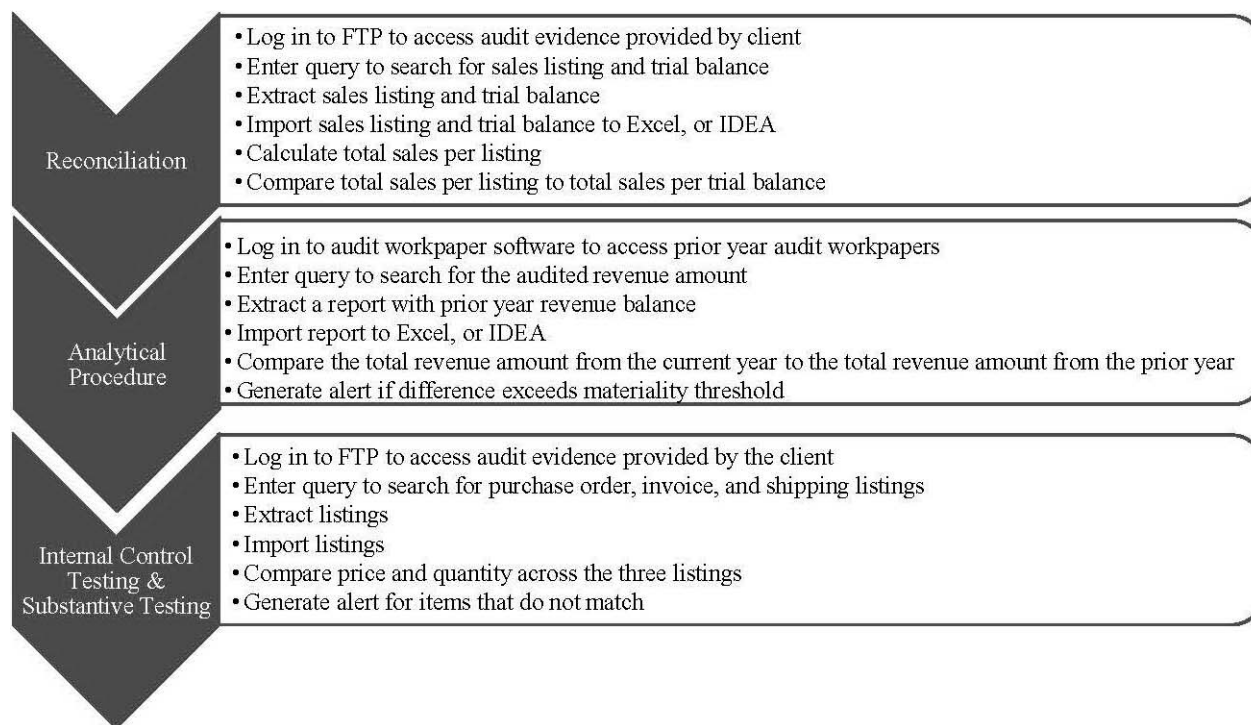 Reconciliation
•Log in to FTP to access audit evidence provided by client
•Enter query to search for sales listing and trial balance
•Extract sales listing and trial balance
•Import sales listing and trial balance to Excel, or IDEA
•Calculate total sales per listing
•Compare total sales per listing to total sales per trial balance
Analytical
Procedure
•Log in to audit workpaper software to access prior year audit workpapers
•Enter query to search for the audited revenue amount
•Extract a report with prior year revenue balance
•Import report to Excel, or IDEA
•Compare the total revenue amount from the current year to the total revenue amount from the prior year
•Generate alert if difference exceeds materiality threshold
Internal Control
Testing &
Substantive Testing
•Log in to FTP to access audit evidence provided by the client
•Enter query to search for purchase order, invoice, and shipping listings
•Extract listings
•Import listings
•Compare price and quantity across the three listings
•Generate alert for items that do not match